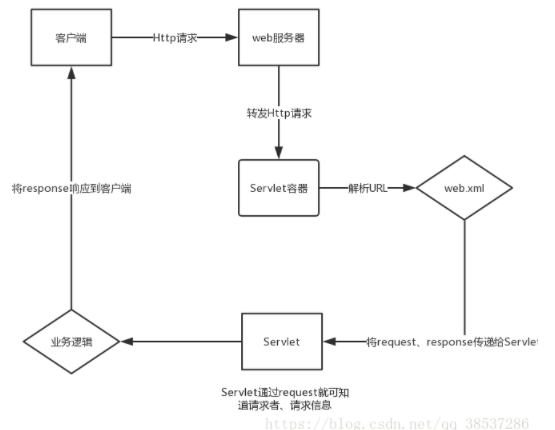 客户端
Http请求
web服务器
转发Http请求
Servlet容器
解析URL
web.xml
将response响应到客户端
业务逻辑
Servlet
将request、response传递给Servlet
Servlet通过request就可知
道请求者、请求信息
https://blog.csdn.net/qq_38537286